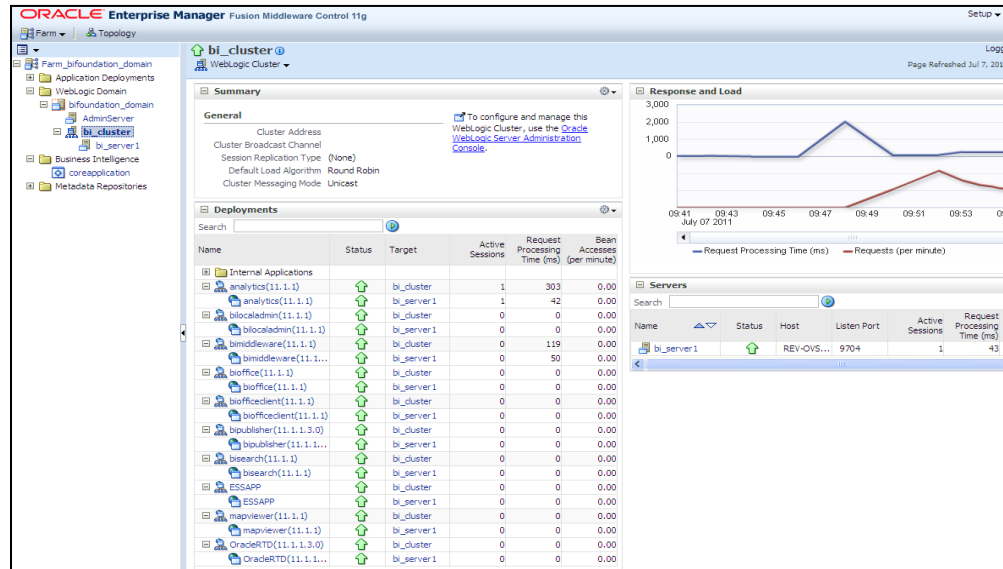 ORACLE Enterprise Manager Fusion Middleware Control 11g
Setup
Farm Topology
Farm_bifoundation_domain
Application Deployments
WebLogic Domain
bifoundation_domain
AdminServer
bi_cluster
bi_server1
Business Intelligence
coreapplication
Metadata Repositories
bi_cluster
WebLogic Cluster
Logg
Page Refreshed Jul 7, 201
Summary
General
Cluster Address
Cluster Broadcast Channel
Session Replication Type (None)
Default Load Algorithm Round Robin
Cluster Messaging Mode Unicast
To configure and manage this
WebLogic Cluster, use the Oracle
WebLogic Server Administration
Console.
Deployments
Search
Name Status Target Active Sessions Request Processing Time (ms) Bean Accesses (per minute)
Internal Applications
analytics(11.1.1) bi_cluster 1 303 0.00
analytics(11.1.1) bi_server1 1 42 0.00
bilocaladmin(11.1.1) bi_cluster 0 0 0.00
bilocaladmin(11.1.1) bi_server1 0 0 0.00
bimiddleware(11.1.1) bi_cluster 0 119 0.00
bimiddleware(11.1... bi_server1 0 50 0.00
bioffice(11.1.1) bi_cluster 0 0 0.00
bioffice(11.1.1) bi_server1 0 0 0.00
biofficeclient(11.1.1) bi_cluster 0 0 0.00
biofficeclient(11.1.1) bi_server1 0 0 0.00
bipublisher(11.1.1.3.0) bi_cluster 0 0 0.00
bipublisher(11.1.1... bi_server1 0 0 0.00
bisearch(11.1.1) bi_cluster 0 0 0.00
bisearch(11.1.1) bi_server1 0 0 0.00
ESSAPP bi_cluster 0 0 0.00
ESSAPP bi_server1 0 0 0.00
mapviewer(11.1.1) bi_cluster 0 0 0.00
mapviewer(11.1.1) bi_server1 0 0 0.00
OracleRTD(11.1.1.3.0) bi_cluster 0 0 0.00
OracleRTD(11.1.1... bi_server1 0 0 0.00
Response and Load
3,000
2,000
1,000
0
09:41 09:43 09:45 09:47 09:49 09:51 09:53 0
July 07 2011
Request Processing Time (ms) Requests (per minute)
Servers
Search
Name Status Host Listen Port Active Sessions Request Processing Time (ms)
bi_server1 REV-OVS... 9704 1 43